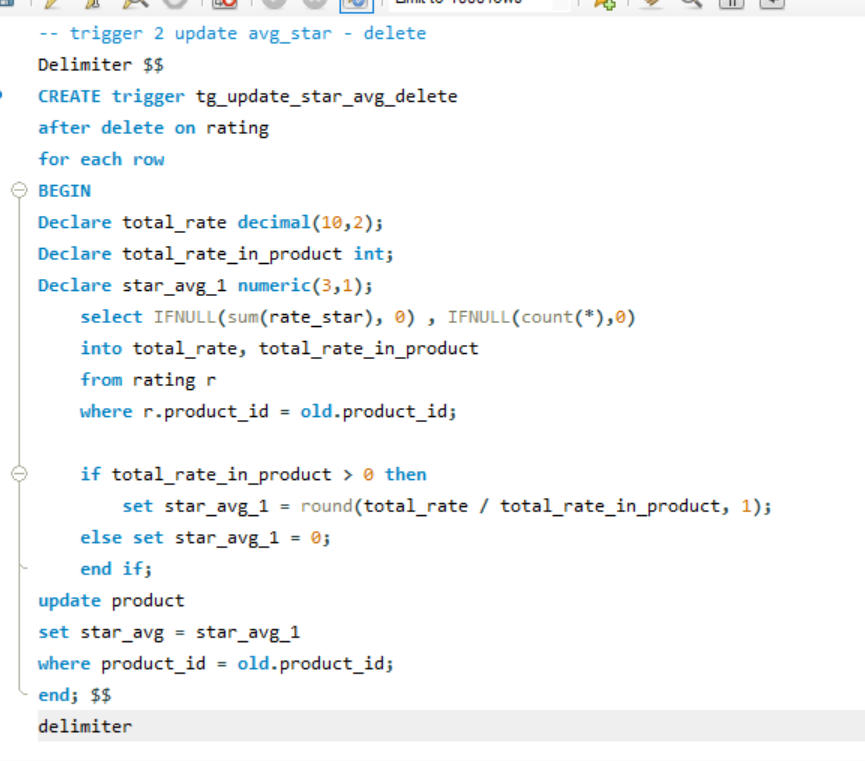 -- trigger 2 update avg_star - delete
Delimiter $$
CREATE trigger tg_update_star_avg_delete
after delete on rating
for each row
BEGIN
Declare total_rate decimal(10,2);
Declare total_rate_in_product int;
Declare star_avg_1 numeric(3,1);
select IFNULL(sum(rate_star), 0) , IFNULL(count(*),0)
into total_rate, total_rate_in_product
from rating r
where r.product_id = old.product_id;
if total_rate_in_product > 0 then
set star_avg_1 = round(total_rate / total_rate_in_product, 1);
else set star_avg_1 = 0;
end if;
update product
set star_avg = star_avg_1
where product_id = old.product_id;
end; $$
delimiter